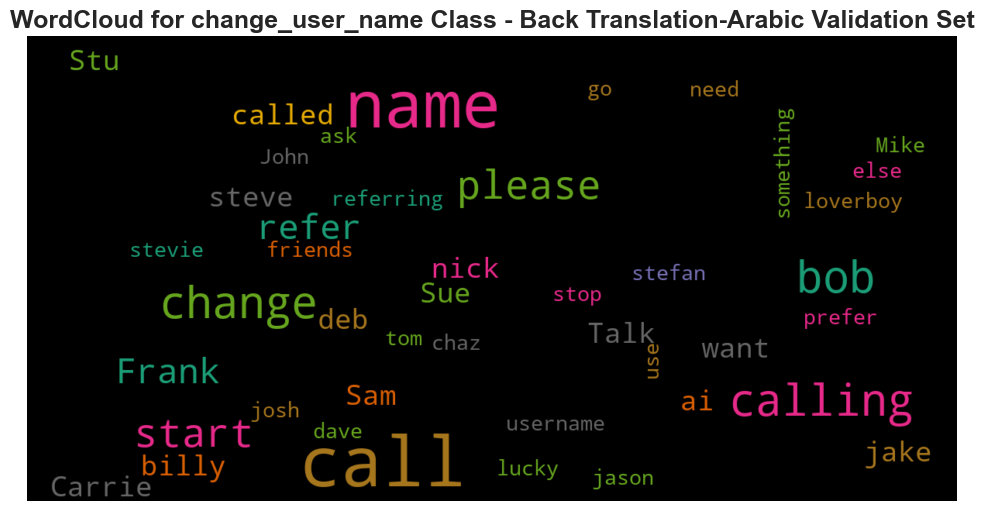 WordCloud for change_user_name Class - Back Translation-Arabic Validation Set
Stu
go
need
name
called
ask
something
Mike
John
else
please
steve
referring
loverboy
refer
stevie
friends
nick
stefan
bob
Sue
stop
change
deb
prefer
Talk
tom
chaz
want
use
Frank
Sam
ai
calling
josh
username
start
dave
call
jake
billy
lucky
jason
Carrie